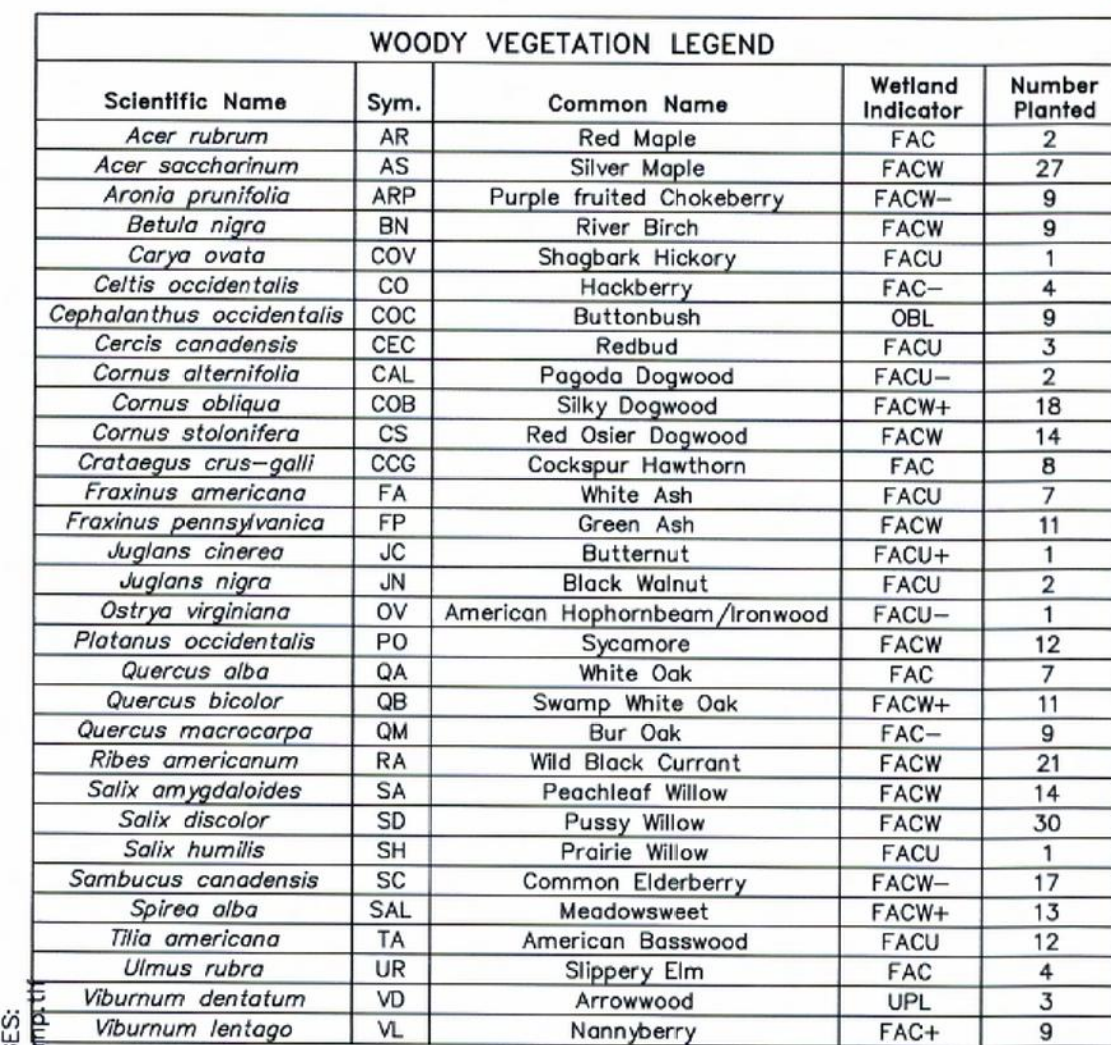 WOODY VEGETATION LEGEND
Scientific Name Sym. Common Name Wetland Indicator Number Planted
Acer rubrum AR Red Maple FAC 2
Acer saccharinum AS Silver Maple FACW 27
Aronia prunifolia ARP Purple fruited Chokeberry FACW- 9
Betula nigra BN River Birch FACW 9
Carya ovata COV Shagbark Hickory FACU 1
Celtis occidentalis CO Hackberry FAC- 4
Cephalanthus occidentalis COC Buttonbush OBL 9
Cercis canadensis CEC Redbud FACU 3
Cornus alternifolia CAL Pagoda Dogwood FACU- 2
Cornus obliqua COB Silky Dogwood FACW+ 18
Cornus stolonifera CS Red Osier Dogwood FACW 14
Crataegus crus-galli CCG Cockspur Hawthorn FAC 8
Fraxinus americana FA White Ash FACU 7
Fraxinus pennsylvanica FP Green Ash FACW 11
Juglans cinerea JC Butternut FACU+ 1
Juglans nigra JN Black Walnut FACU 2
Ostrya virginiana OV American Hophornbeam/Ironwood FACU- 1
Platanus occidentalis PO Sycamore FACW 12
Quercus alba QA White Oak FAC 7
Quercus bicolor QB Swamp White Oak FACW+ 11
Quercus macrocarpa QM Bur Oak FAC- 9
Ribes americanum RA Wild Black Currant FACW 21
Salix amygdaloides SA Peachleaf Willow FACW 14
Salix discolor SD Pussy Willow FACW 30
Salix humilis SH Prairie Willow FACU 1
Sambucus canadensis SC Common Elderberry FACW- 17
Spirea alba SAL Meadowsweet FACW+ 13
Tilia americana TA American Basswood FACU 12
Ulmus rubra UR Slippery Elm FAC 4
Viburnum dentatum VD Arrowwood UPL 3
Viburnum lentago VL Nannyberry FAC+ 9